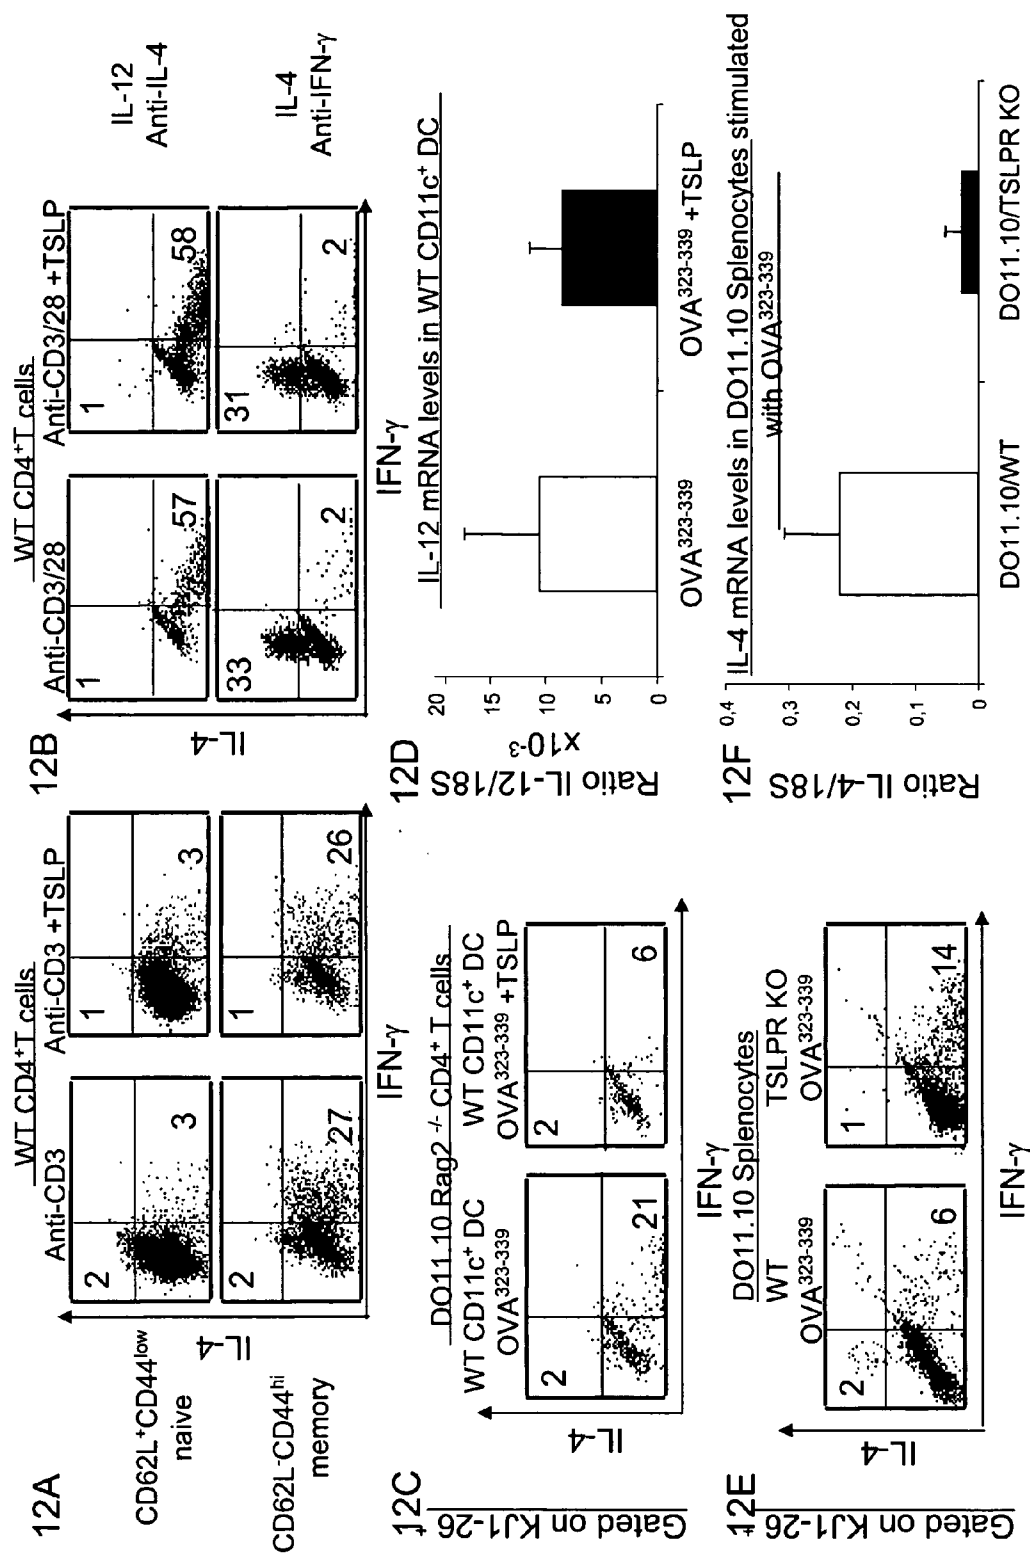 12A
WT CD4+T cells
Anti-CD3
Anti-CD3 +TSLP
CD62L+CD44low
naive
2
3
1
3
CD62L-CD44hi
memory
2
27
1
26
IL-4
IFN-γ
12B
WT CD4+T cells
Anti-CD3/28
Anti-CD3/28 +TSLP
1
57
1
58
IL-12
Anti-IL-4
33
2
31
2
IL-4
Anti-IFN-γ
IL-4
IFN-γ
12C
DO11.10 Rag2 -/- CD4+ T cells
WT CD11c+ DC
OVA323-339
WT CD11c+ DC
OVA323-339 +TSLP
2
21
2
6
Gated on KJ1-26
+
IL-4
IFN-γ
12D
IL-12 mRNA levels in WT CD11c+ DC
Ratio IL-12/18S
x10-3
20
15
10
5
0
OVA323-339
OVA323-339 +TSLP
12E
DO11.10 Splenocytes
WT
OVA323-339
TSLPR KO
OVA323-339
2
6
1
14
Gated on KJ1-26
+
IL-4
IFN-γ
12F
IL-4 mRNA levels in DO11.10 Splenocytes stimulated
with OVA323-339
Ratio IL-4/18S
0,4
0,3
0,2
0,1
0
DO11.10/WT
DO11.10/TSLPR KO